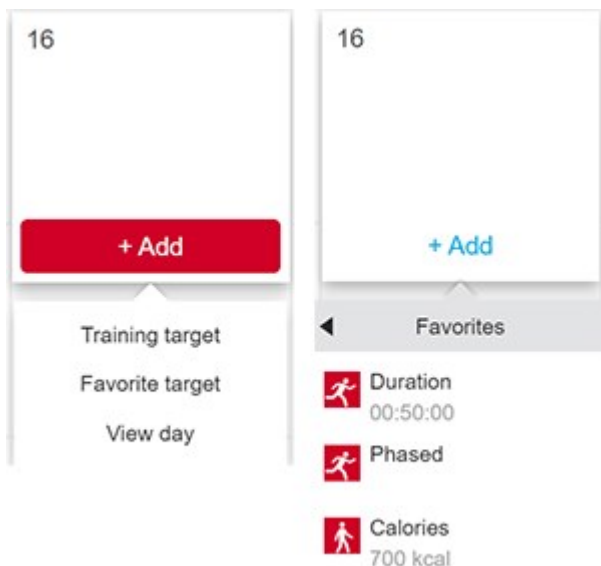 16
+ Add
Training target
Favorite target
View day
16
+ Add
Favorites
Duration
00:50:00
Phased
Calories
700 kcal